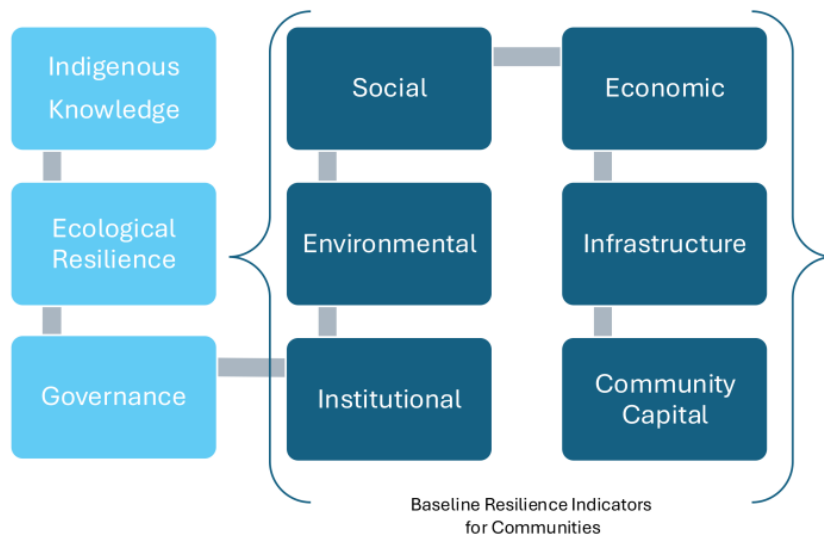 Indigenous
Knowledge
Ecological
Resilience
Governance
Social
Environmental
Institutional
Economic
Infrastructure
Community
Capital
Baseline Resilience Indicators
for Communities